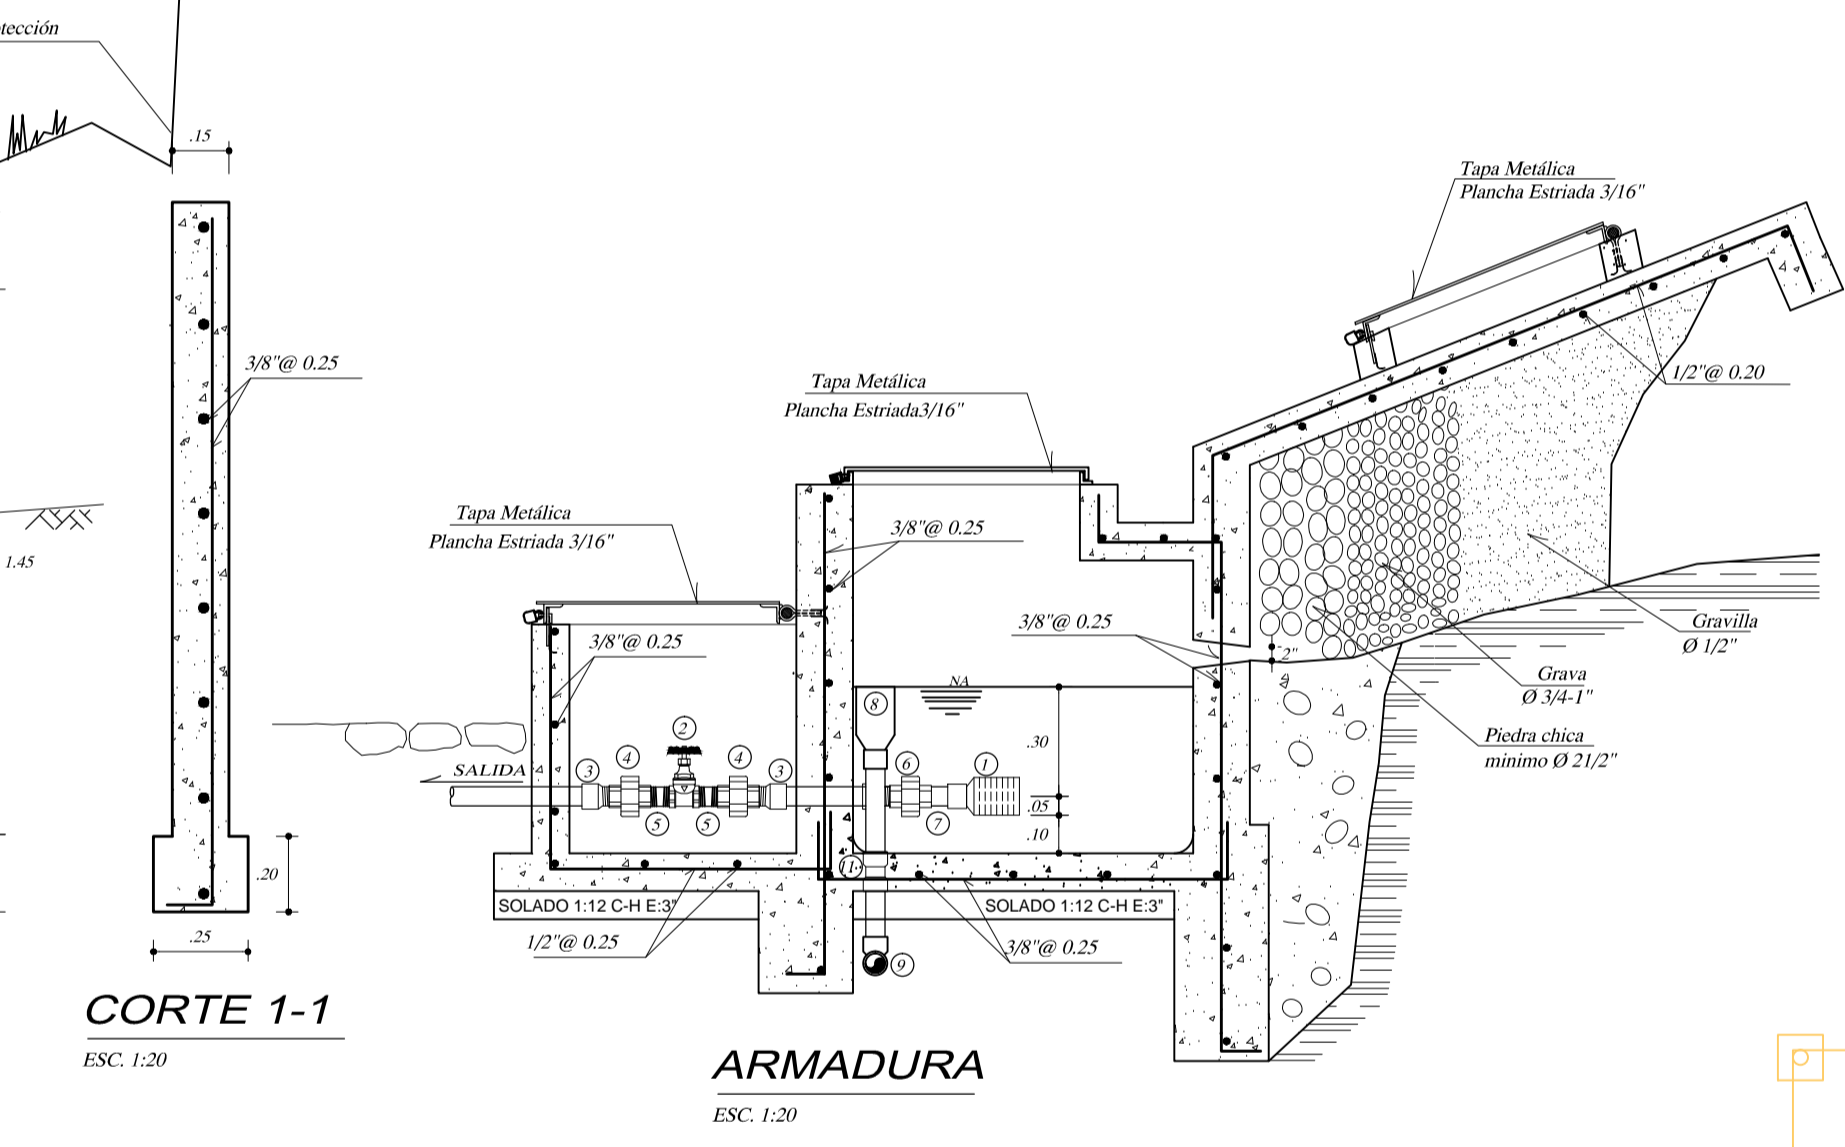 tección
.15
3/8"@ 0.25
1.45
.20
.25
CORTE 1-1
ESC. 1:20
Tapa Metálica
Plancha Estriada 3/16"
1/2"@ 0.20
Tapa Metálica
Plancha Estriada3/16"
3/8"@ 0.25
Tapa Metálica
Plancha Estriada 3/16"
3/8"@ 0.25
3/8"@ 0.25
2"
Gravilla
Ø 1/2"
Grava
Ø 3/4-1"
Piedra chica
minimo Ø 21/2"
NA
8
2
.30
SALIDA
3
4
4
3
6
1
5
5
7
.05
.10
11
SOLADO 1:12 C-H E:3"
SOLADO 1:12 C-H E:3"
1/2"@ 0.25
3/8"@ 0.25
9
ARMADURA
ESC. 1:20